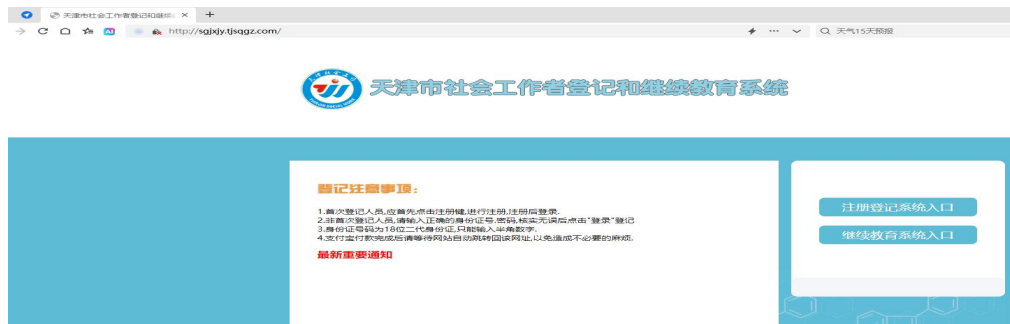 天津市社会工作者登记和继续
http://sgjxjy.tjsqgz.com/
天气15天预报
天津市社会工作者登记和继续教育系统
登记注意事项:
1.首次登记人员,应首先点击注册键,进行注册,注册后登录.
2.非首次登记人员,请输入正确的身份证号.密码,核实无误后点击"登录"登记
3.身份证号码为18位二代身份证,只能输入半角数字.
4.支付宝付款完成后请等待网站自动跳转回该网址,以免造成不必要的麻烦.
最新重要通知
注册登记系统入口
继续教育系统入口